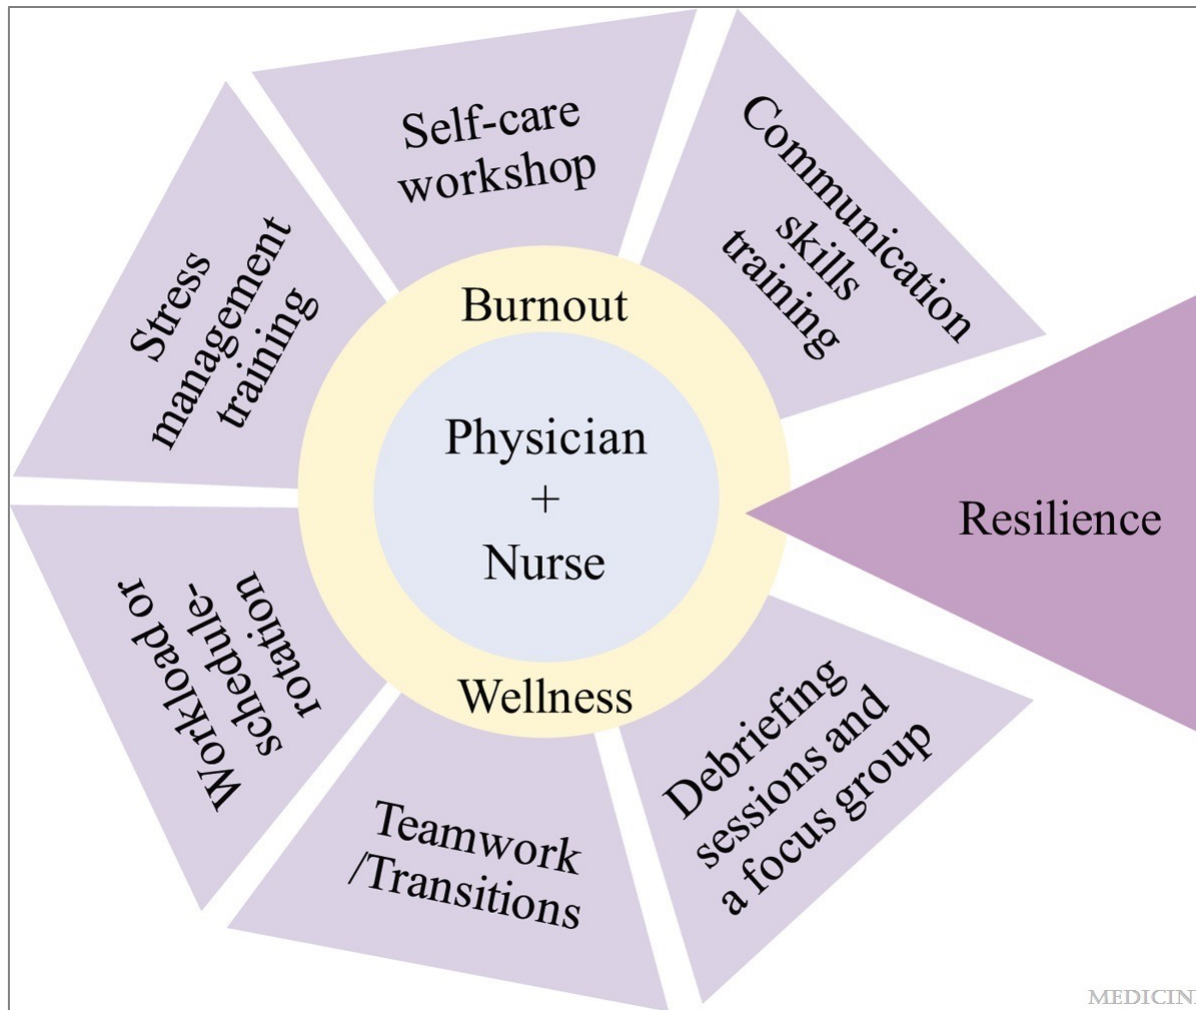 Self-care
workshop
Communication
skills
training
Stress
management
training
Burnout
Physician
+
Nurse
Wellness
Resilience
Workload or
schedule-
rotation
Teamwork
/Transitions
Debriefing
sessions and
a focus group